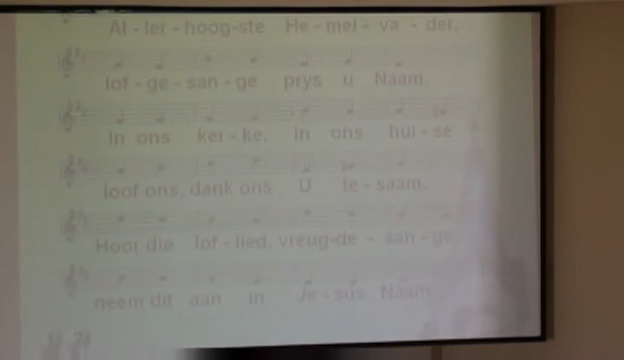 Al - ler - hoog-ste He - mel - va - der,
lof - ge - san - ge prys u Naam.
In ons ker - ke, in ons hui - se
loof ons, dank ons U te - saam.
Hoor die lof - lied, vreug-de - san - ge
neem dit aan in Je - sus Naam